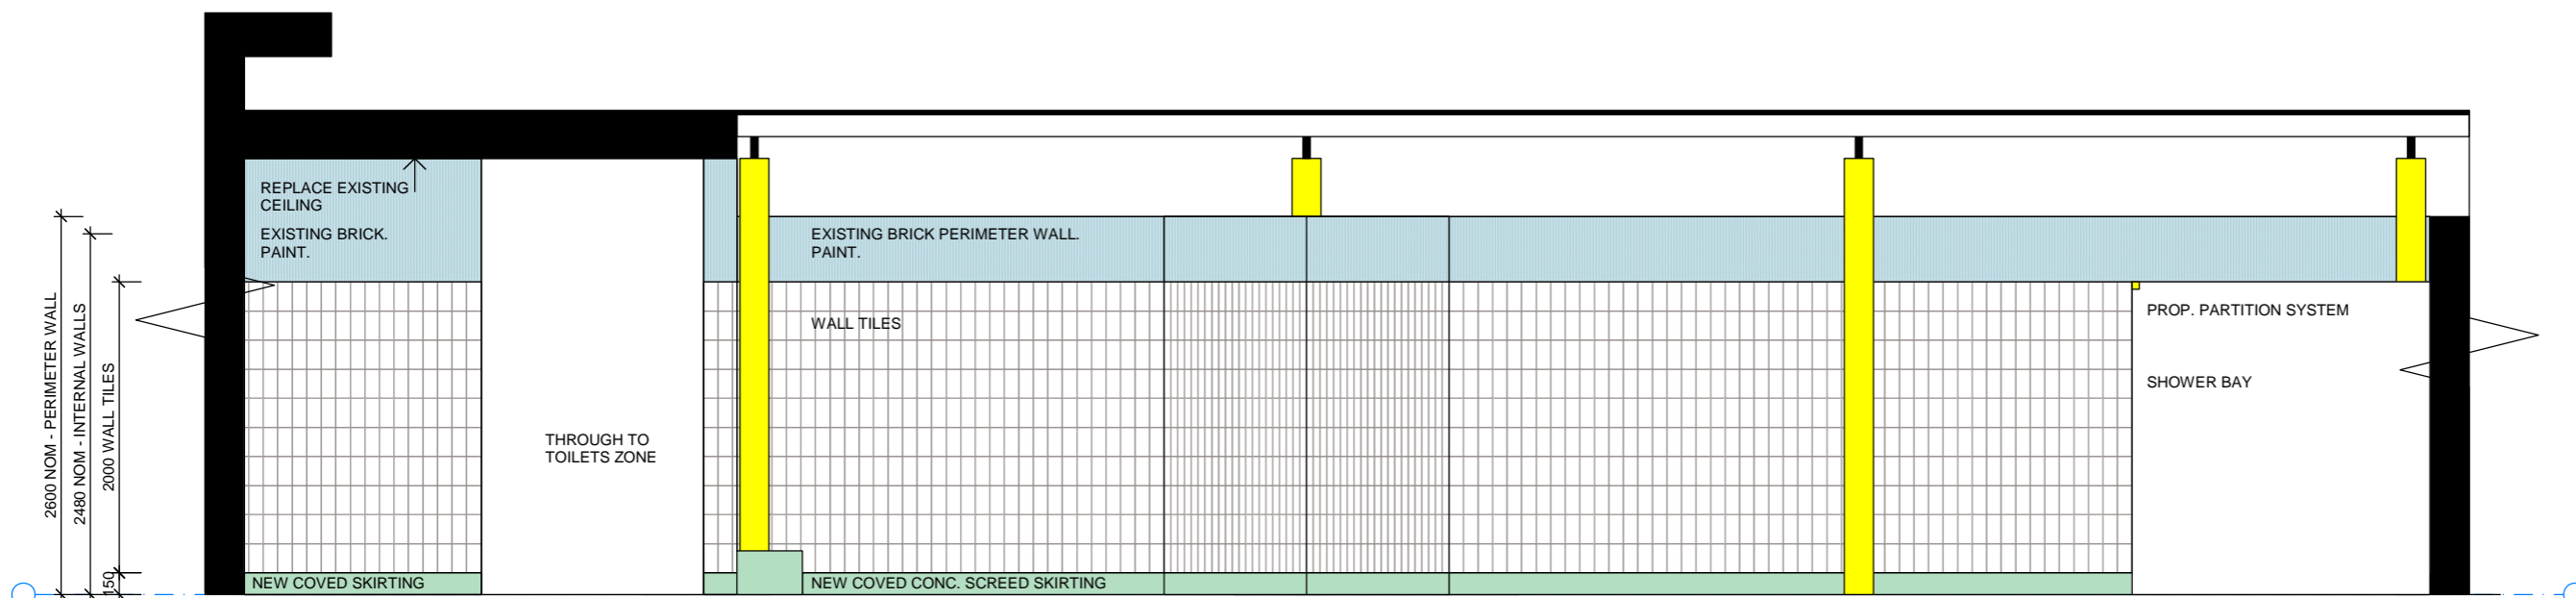 2600 NOM - PERIMETER WALL
2480 NOM - INTERNAL WALLS
2000 WALL TILES
150
REPLACE EXISTING
CEILING
EXISTING BRICK.
PAINT.
NEW COVED SKIRTING
THROUGH TO
TOILETS ZONE
EXISTING BRICK PERIMETER WALL.
PAINT.
WALL TILES
NEW COVED CONC. SCREED SKIRTING
PROP. PARTITION SYSTEM
SHOWER BAY